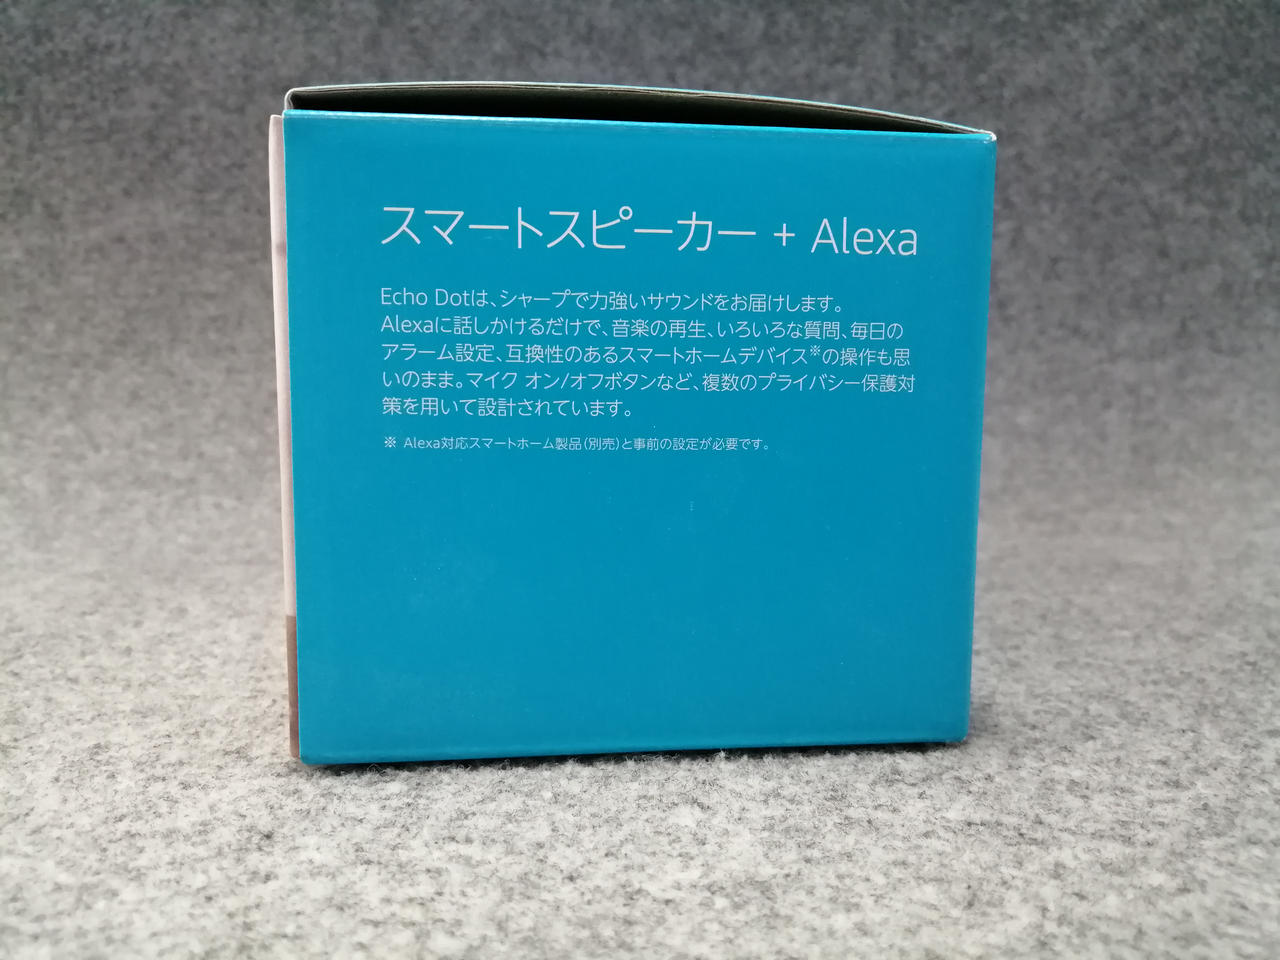 スマートスピーカー + Alexa
Echo Dotは、シャープで力強いサウンドをお届けします。
Alexaに話しかけるだけで、音楽の再生、いろいろな質問、毎日の
アラーム設定、互換性のあるスマートホームデバイス※の操作も思
いのまま。マイク オン/オフボタンなど、複数のプライバシー保護対
策を用いて設計されています。
※ Alexa対応スマートホーム製品(別売)と事前の設定が必要です。